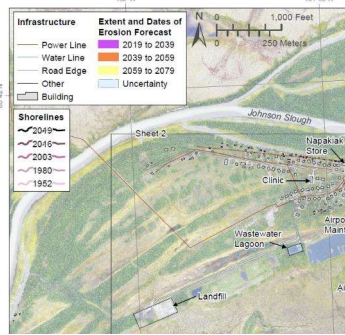 Infrastructure
Power Line
Water Line
Road Edge
Other
Building
Extent and Dates of
Erosion Forecast
2019 to 2039
2039 to 2059
2059 to 2079
Uncertainty
N
0
1,000 Feet
0
250 Meters
Shorelines
2049
2046
2003
1980
1952
Sheet 2
Johnson Slough
Napakiak
Store
Clinic
Wastewater
Lagoon
Landfill